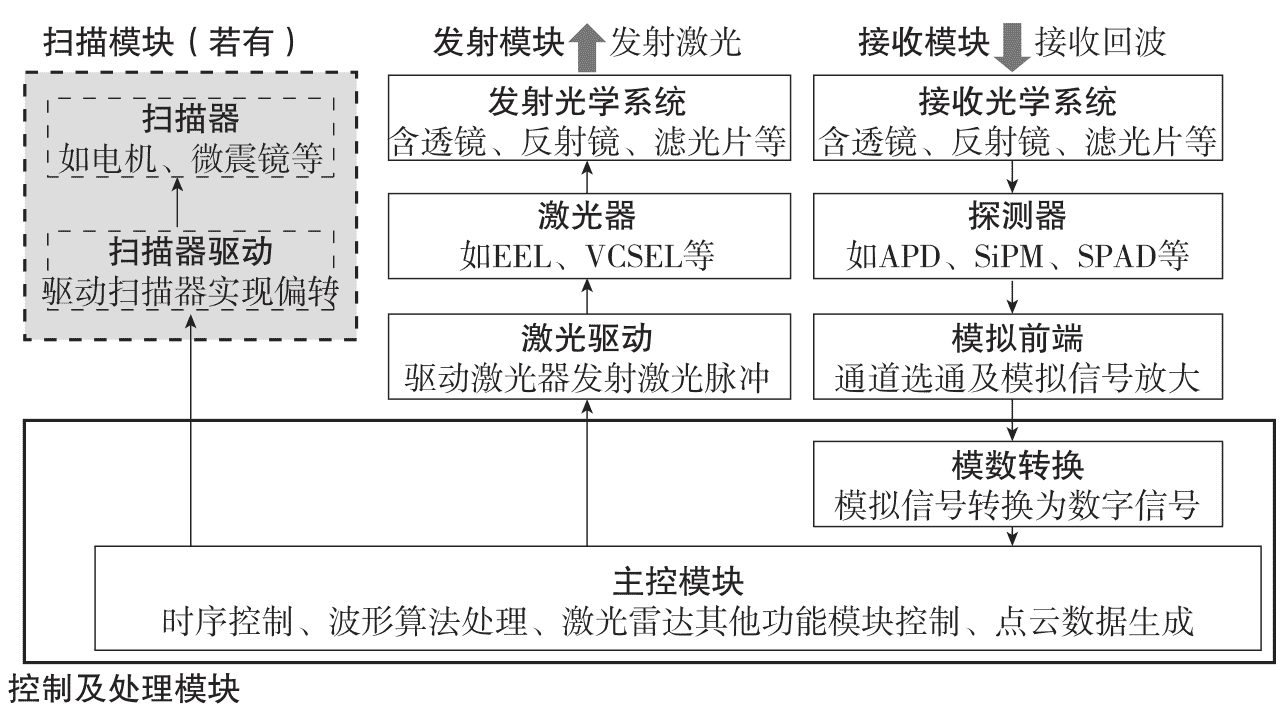 扫描模块（若有）
扫描器
如电机、微震镜等
扫描器驱动
驱动扫描器实现偏转
发射模块 发射激光
发射光学系统
含透镜、反射镜、滤光片等
激光器
如EEL、VCSEL等
激光驱动
驱动激光器发射激光脉冲
接收模块 接收回波
接收光学系统
含透镜、反射镜、滤光片等
探测器
如APD、SiPM、SPAD等
模拟前端
通道选通及模拟信号放大
模数转换
模拟信号转换为数字信号
主控模块
时序控制、波形算法处理、激光雷达其他功能模块控制、点云数据生成
控制及处理模块